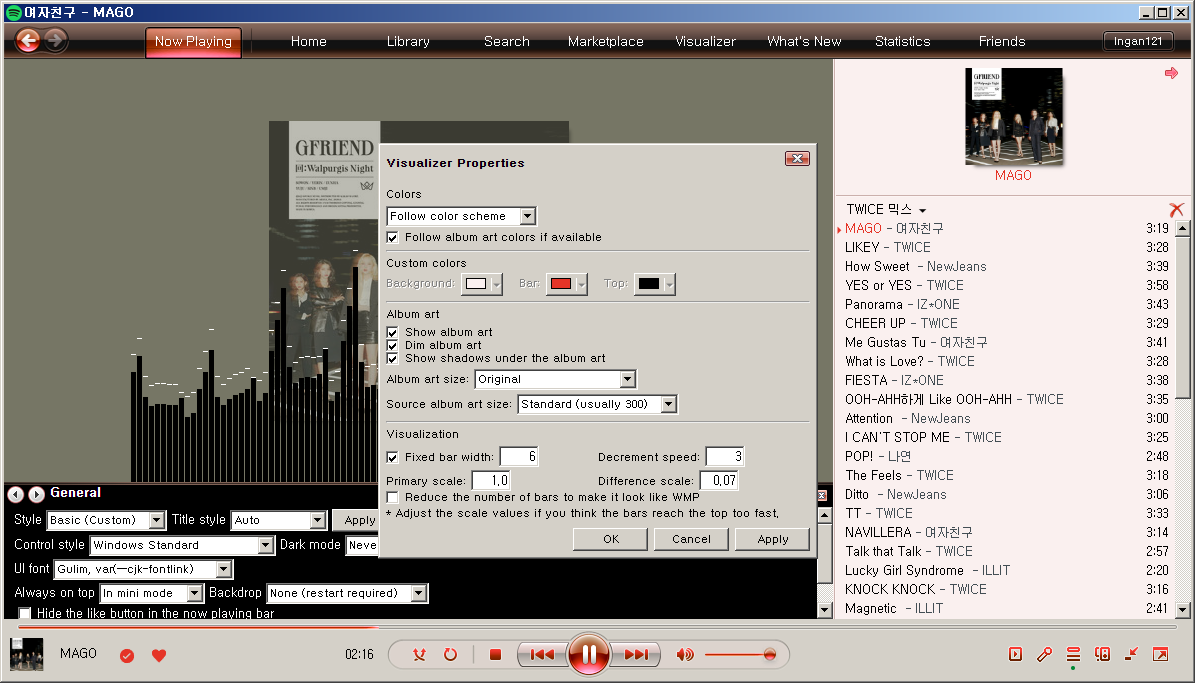 여자친구 - MAGO
Now Playing
Home
Library
Search
Marketplace
Visualizer
What's New
Statistics
Friends
Ingan121
GFRIEND
回:Walpurgis Night
Visualizer Properties
Colors
Follow color scheme
Follow album art colors if available
Custom colors
Background:
Bar:
Top:
Album art
Show album art
Dim album art
Show shadows under the album art
Album art size: Original
Source album art size: Standard (usually 300)
Visualization
Fixed bar width: 6
Decrement speed: 3
Primary scale: 1.0
Difference scale: 0.07
Reduce the number of bars to make it look like WMP
* Adjust the scale values if you think the bars reach the top too fast.
OK
Cancel
Apply
General
Style Basic (Custom) Title style Auto Apply
Control style Windows Standard Dark mode Neve
UI font Gulim, var(--cjk-fontlink)
Always on top In mini mode Backdrop None (restart required)
Hide the like button in the now playing bar
GFRIEND
MAGO
TWICE 믹스
MAGO - 여자친구 3:19
LIKEY - TWICE 3:28
How Sweet - NewJeans 3:39
YES or YES - TWICE 3:58
Panorama - IZ*ONE 3:43
CHEER UP - TWICE 3:29
Me Gustas Tu - 여자친구 3:41
What is Love? - TWICE 3:28
FIESTA - IZ*ONE 3:38
OOH-AHH하게 Like OOH-AHH - TWICE 3:35
Attention - NewJeans 3:00
I CAN'T STOP ME - TWICE 3:25
POP! - 나연 2:48
The Feels - TWICE 3:18
Ditto - NewJeans 3:06
TT - TWICE 3:33
NAVILLERA - 여자친구 3:14
Talk that Talk - TWICE 2:57
Lucky Girl Syndrome - ILLIT 2:20
KNOCK KNOCK - TWICE 3:16
Magnetic - ILLIT 2:41
MAGO
02:16